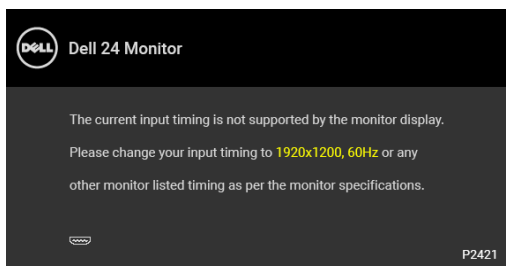 DELL
Dell 24 Monitor
The current input timing is not supported by the monitor display.
Please change your input timing to 1920x1200, 60Hz or any
other monitor listed timing as per the monitor specifications.
P2421